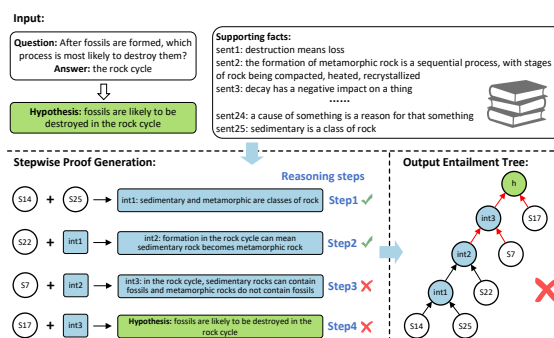 Input:
Question: After fossils are formed, which
process is most likely to destroy them?
Answer: the rock cycle
Hypothesis: fossils are likely to be
destroyed in the rock cycle
Supporting facts:
sent1: destruction means loss
sent2: the formation of metamorphic rock is a sequential process, with stages
of rock being compacted, heated, recrystallized
sent3: decay has a negative impact on a thing
......
sent24: a cause of something is a reason for that something
sent25: sedimentary is a class of rock
Stepwise Proof Generation:
Reasoning steps
S14 + S25 int1: sedimentary and metamorphic are classes of rock Step1
S22 + int1 int2: formation in the rock cycle can mean
sedimentary rock becomes metamorphic rock Step2
S7 + int2 int3: in the rock cycle, sedimentary rocks can contain
fossils and metamorphic rocks do not contain fossils Step3
S17 + int3 Hypothesis: fossils are likely to be destroyed in the
rock cycle Step4
Output Entailment Tree:
h
int3 S17
int2 S7
int1 S22
S14 S25